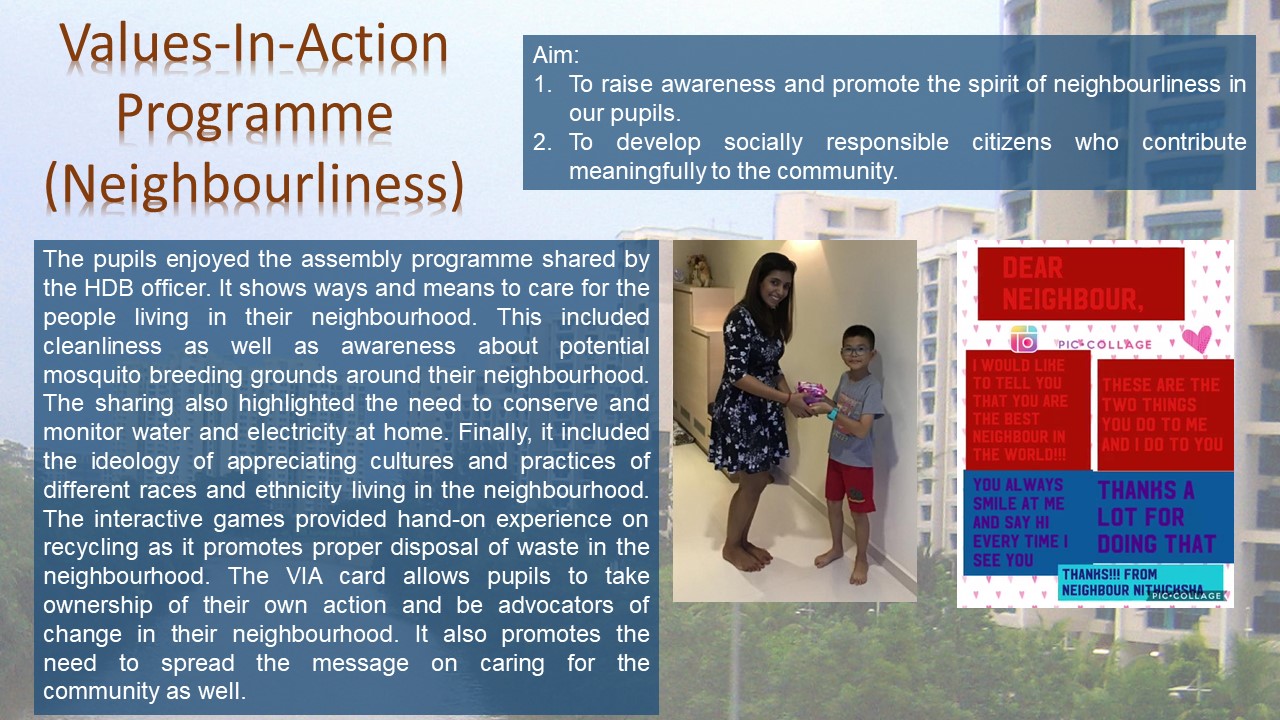 Values-In-Action
Programme
(Neighbourliness)
Aim:
1. To raise awareness and promote the spirit of neighbourliness in
our pupils.
2. To develop socially responsible citizens who contribute
meaningfully to the community.
The pupils enjoyed the assembly programme shared by
the HDB officer. It shows ways and means to care for the
people living in their neighbourhood. This included
cleanliness as well as awareness about potential
mosquito breeding grounds around their neighbourhood.
The sharing also highlighted the need to conserve and
monitor water and electricity at home. Finally, it included
the ideology of appreciating cultures and practices of
different races and ethnicity living in the neighbourhood.
The interactive games provided hand-on experience on
recycling as it promotes proper disposal of waste in the
neighbourhood. The VIA card allows pupils to take
ownership of their own action and be advocators of
change in their neighbourhood. It also promotes the
need to spread the message on caring for the
community as well.
DEAR
NEIGHBOUR,
PIC•COLLAGE
I WOULD LIKE
TO TELL YOU
THAT YOU ARE
THE BEST
NEIGHBOUR IN
THE WORLD!!!
THESE ARE THE
TWO THINGS
YOU DO TO ME
AND I DO TO YOU
YOU ALWAYS
SMILE AT ME
AND SAY HI
EVERY TIME I
SEE YOU
THANKS A
LOT FOR
DOING THAT
THANKS!!! FROM
NEIGHBOUR NITHICKSHA
PIC•COLLAGE